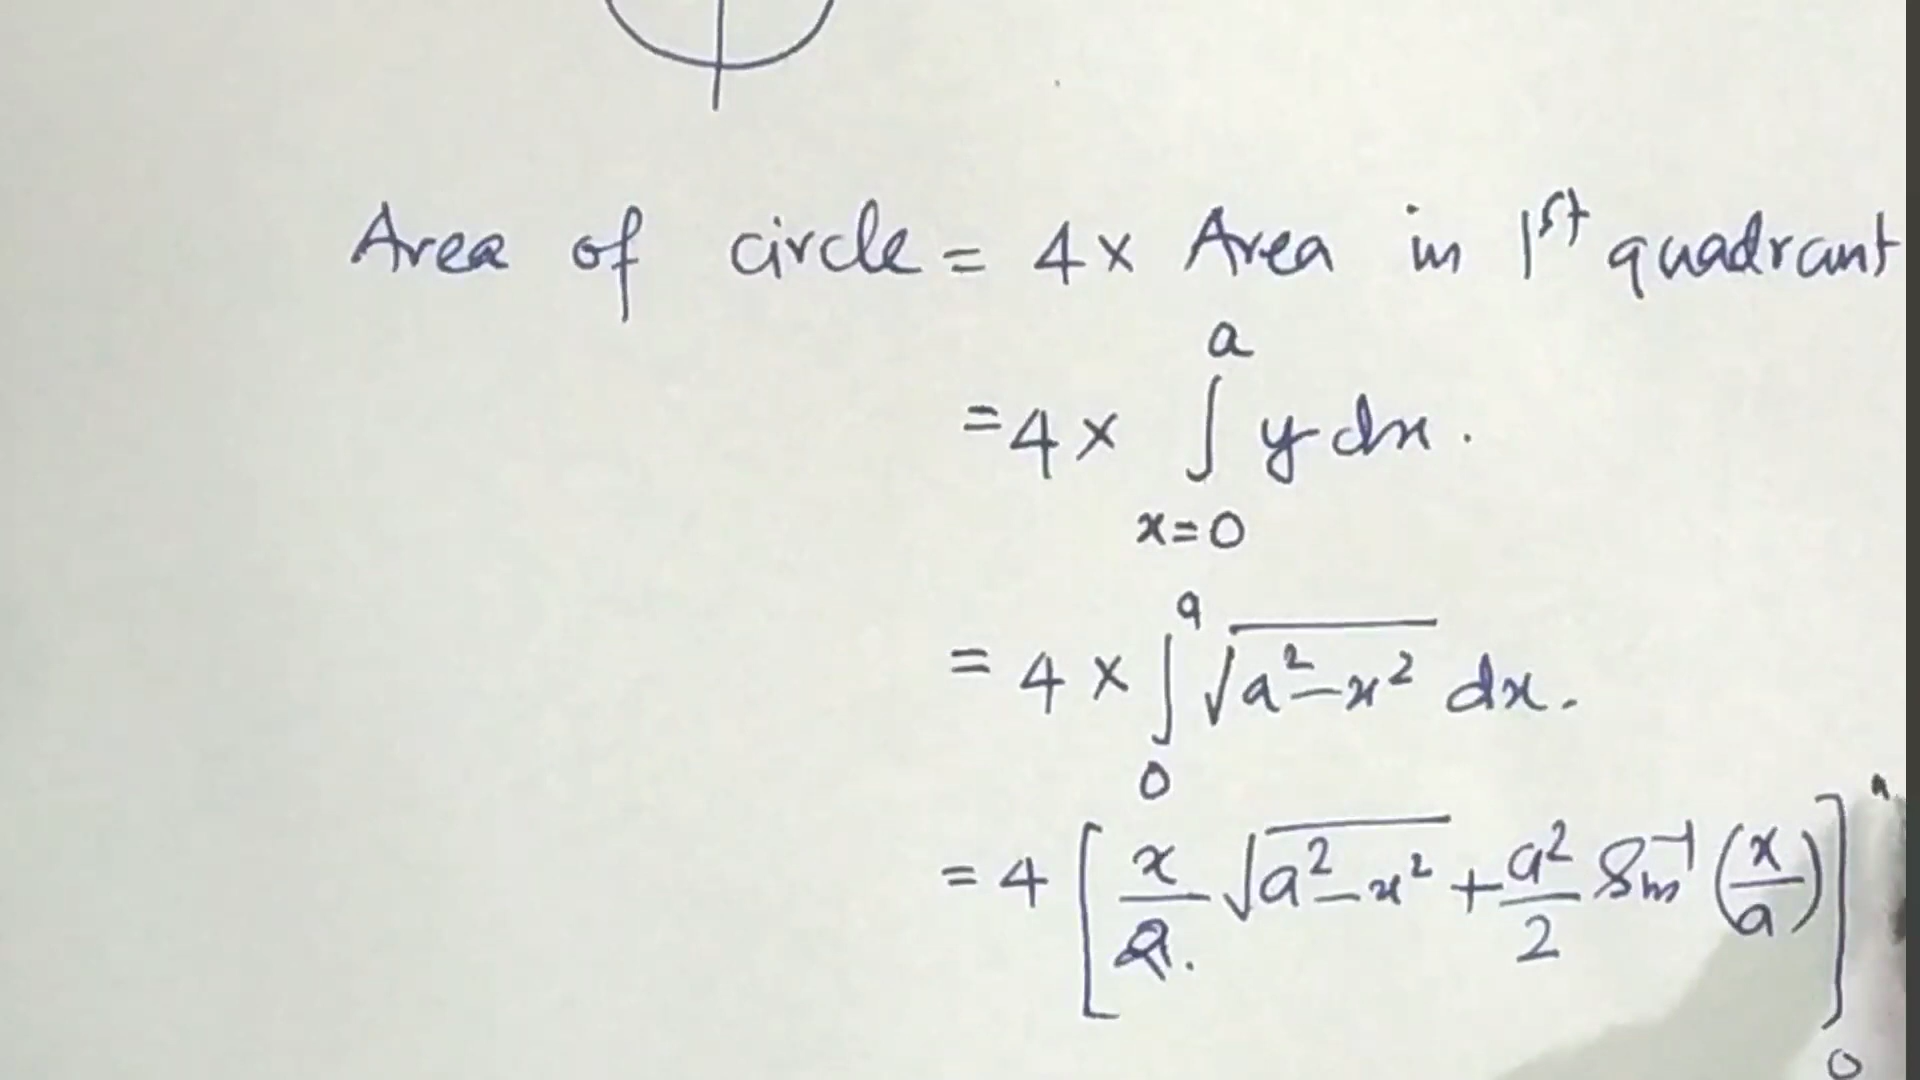 Area of circle = 4 × Area in 1st quadrant
= 4 × ∫_{x=0}^{a} y dx.
= 4 × ∫_{0}^{a} √(a² - x²) dx.
= 4 [ x/2. √(a² - x²) + a²/2 Sin⁻¹ (x/a) ]_{0}^{a}